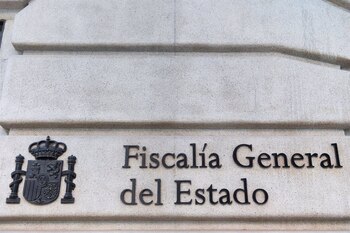 Fiscalía General
del Estado